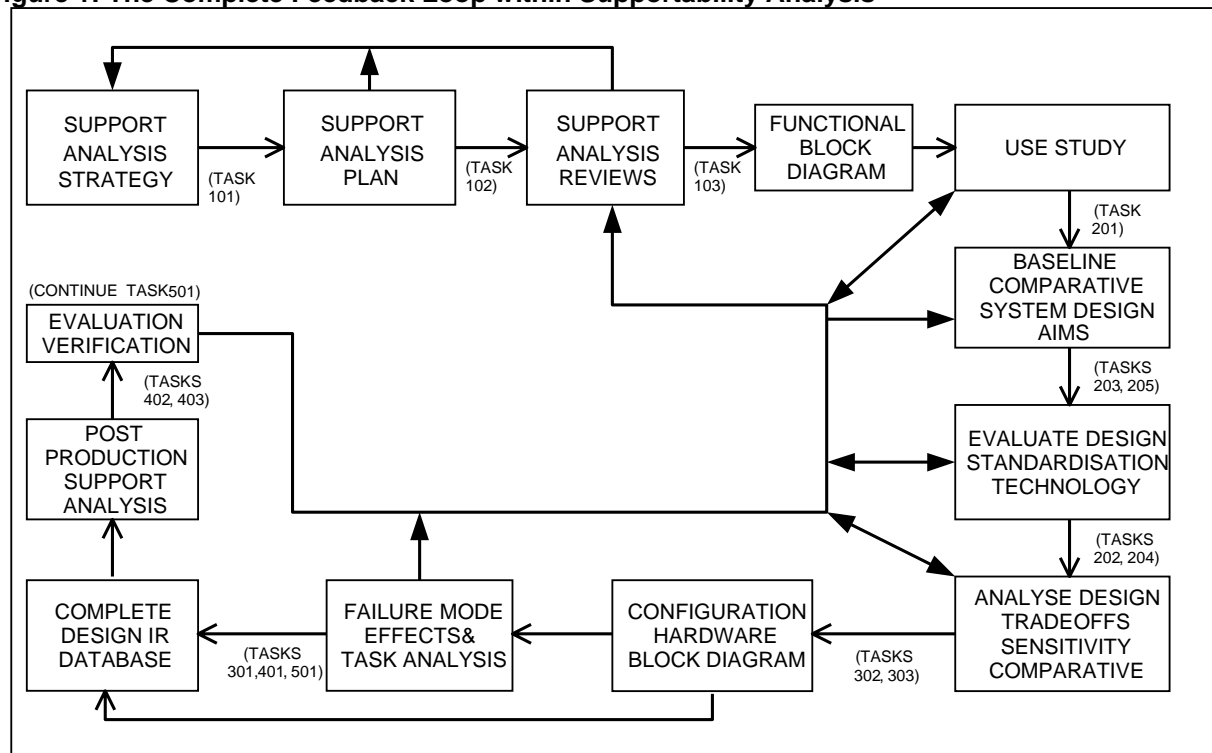 Figure 1: The Complete Feedback Loop within Supportability Analysis
SUPPORT
ANALYSIS
STRATEGY
(TASK
101)
SUPPORT
ANALYSIS
PLAN
(TASK
102)
SUPPORT
ANALYSIS
REVIEWS
(TASK
103)
FUNCTIONAL
BLOCK
DIAGRAM
USE STUDY
(TASK
201)
BASELINE
COMPARATIVE
SYSTEM DESIGN
AIMS
(TASKS
203, 205)
EVALUATE DESIGN
STANDARDISATION
TECHNOLOGY
(TASKS
202, 204)
ANALYSE DESIGN
TRADEOFFS
SENSITIVITY
COMPARATIVE
(TASKS
302, 303)
CONFIGURATION
HARDWARE
BLOCK DIAGRAM
FAILURE MODE
EFFECTS&
TASK ANALYSIS
(TASKS
301,401, 501)
COMPLETE
DESIGN IR
DATABASE
POST
PRODUCTION
SUPPORT
ANALYSIS
(TASKS
402, 403)
(CONTINUE TASK501)
EVALUATION
VERIFICATION